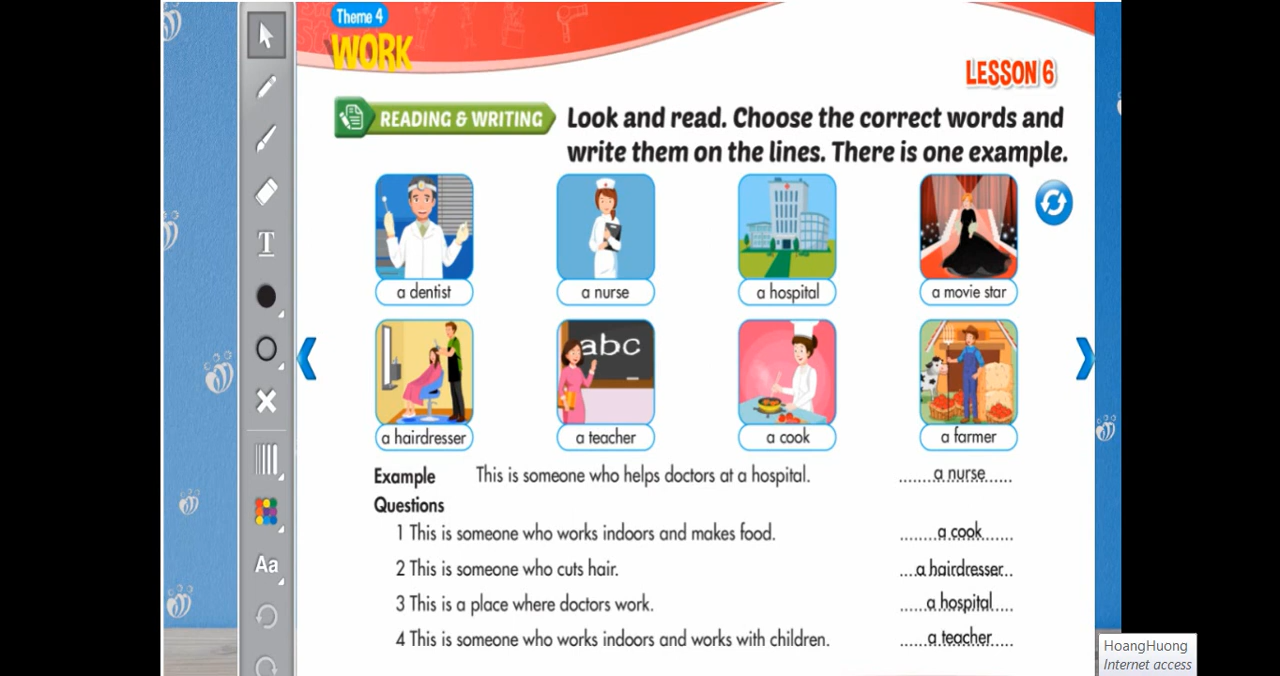 Theme 4
WORK
LESSON 6
READING & WRITING
Look and read. Choose the correct words and
write them on the lines. There is one example.
a dentist
a nurse
a hospital
a movie star
abc
a hairdresser
a teacher
a cook
a farmer
Example This is someone who helps doctors at a hospital. a nurse
Questions
1 This is someone who works indoors and makes food. a cook
2 This is someone who cuts hair. a hairdresser
3 This is a place where doctors work. a hospital
4 This is someone who works indoors and works with children. a teacher
T
Aa
HoangHuong
Internet access